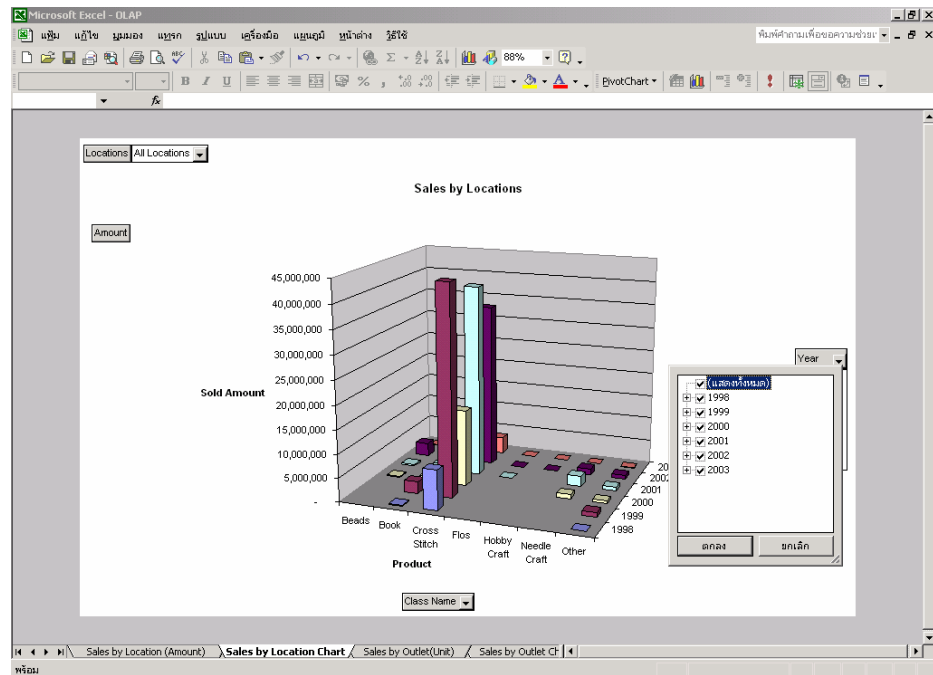 Microsoft Excel - OLAP
แฟ้ม แก้ไข มุมมอง แทรก รูปแบบ เครื่องมือ แผนภูมิ หน้าต่าง วิธีใช้
พิมพ์คำถามเพื่อขอความช่วย
88%
B I U % , PivotChart
fx
Locations All Locations
Sales by Locations
Amount
45,000,000
40,000,000
35,000,000
30,000,000
25,000,000
20,000,000
15,000,000
10,000,000
5,000,000
-
Sold Amount
Beads Book Cross Stitch Flos Hobby Craft Needle Craft Other
Product
1998
1999
2000
2001
2002
20
Class Name
Year
(แสดงทั้งหมด)
1998
1999
2000
2001
2002
2003
ตกลง ยกเลิก
Sales by Location (Amount) Sales by Location Chart Sales by Outlet(Unit) Sales by Outlet Ch
พร้อม